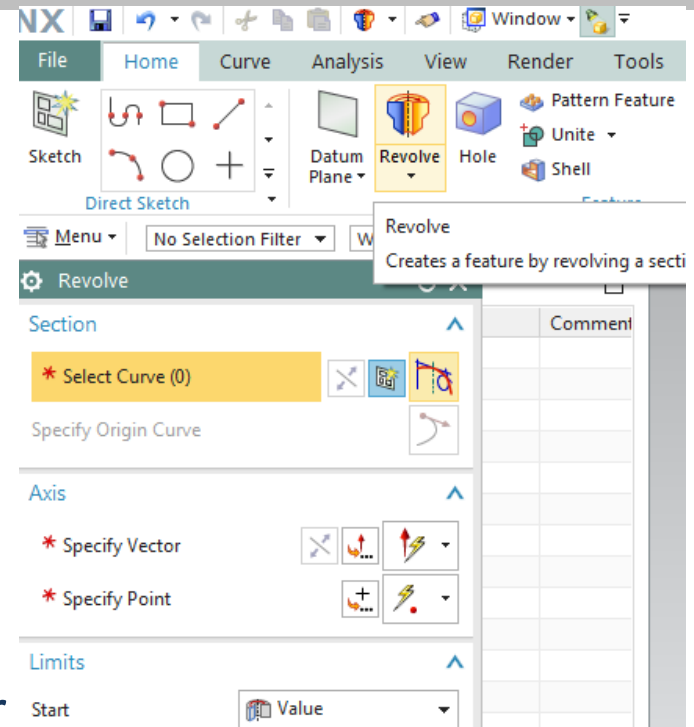 NX Window
File Home Curve Analysis View Render Tools
Sketch
Datum Plane
Revolve
Hole
Pattern Feature
Unite
Shell
Direct Sketch
Menu No Selection Filter W
Revolve
Creates a feature by revolving a secti
Revolve
Section Comment
* Select Curve (0)
Specify Origin Curve
Axis
* Specify Vector
* Specify Point
Limits
Start Value